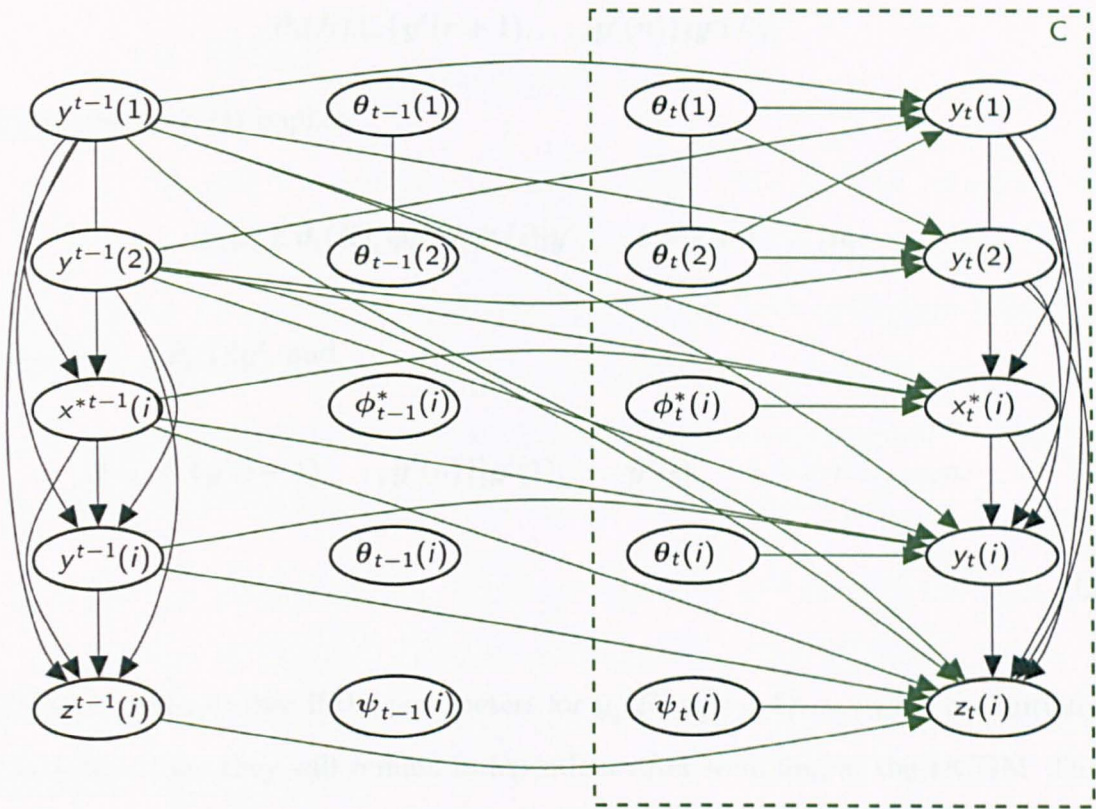 C
y^{t-1}(1) θ_{t-1}(1) θ_t(1) y_t(1)
y^{t-1}(2) θ_{t-1}(2) θ_t(2) y_t(2)
x^{*t-1}(i) ϕ^*_{t-1}(i) ϕ^*_t(i) x^*_t(i)
y^{t-1}(i) θ_{t-1}(i) θ_t(i) y_t(i)
z^{t-1}(i) ψ_{t-1}(i) ψ_t(i) z_t(i)